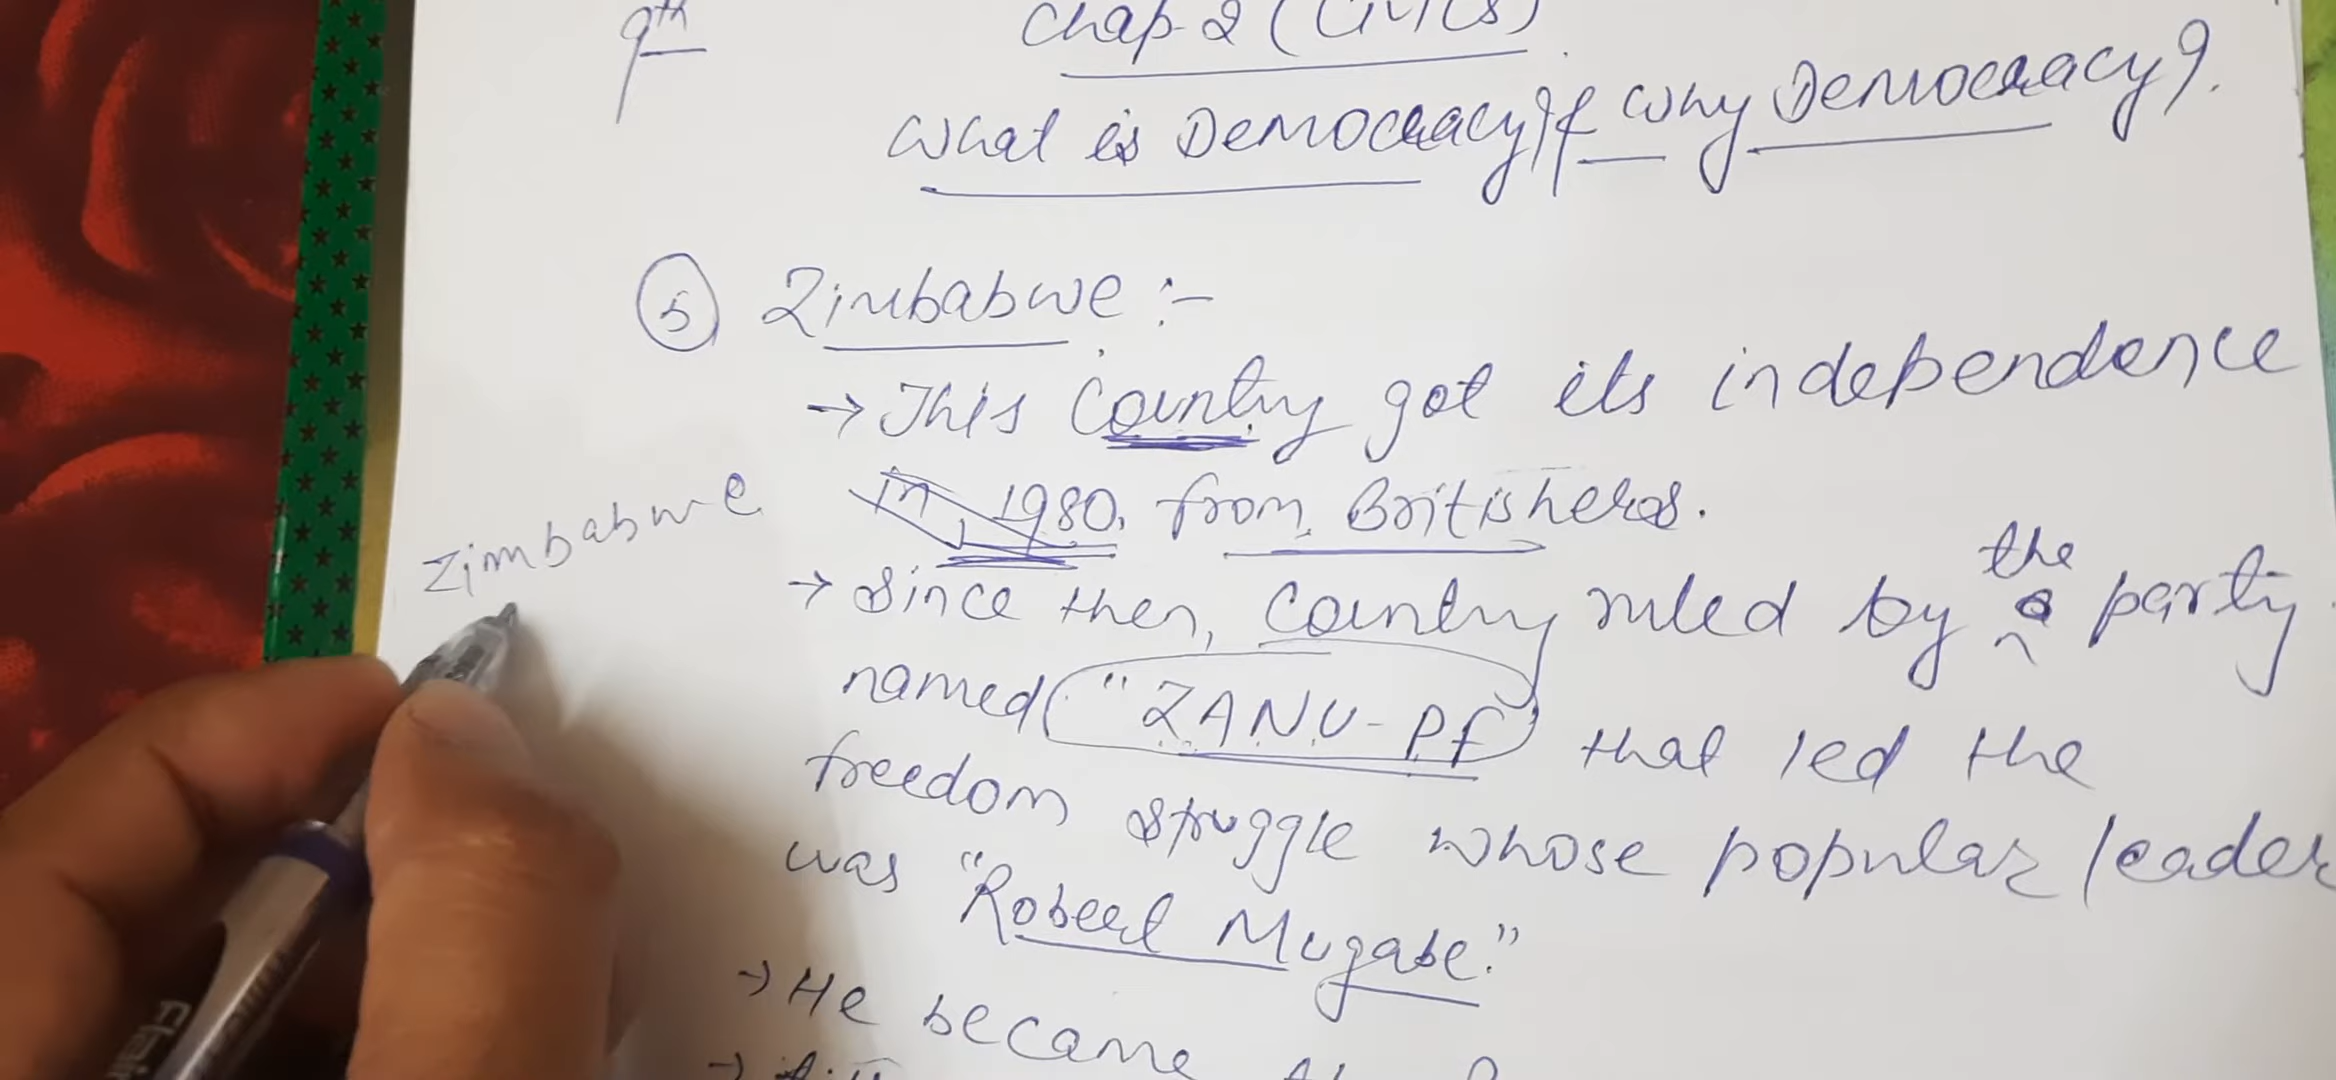 9th
Chap-2 (Civics)
What is Democracy? & Why Democracy?
5 Zimbabwe :-
→ This Country got its independence
in 1980, from Britishers.
Zimbabwe
→ Since then, Country ruled by the party
named "ZANU-PF" that led the
freedom struggle whose popular leader
was "Robert Mugabe."
→ He became
Flair